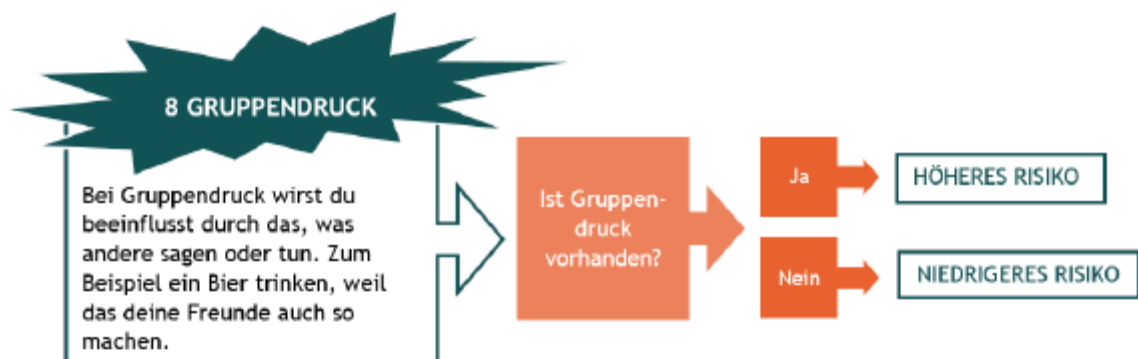 8 GRUPPENDRUCK
Bei Gruppendruck wirst du
beeinflusst durch das, was
andere sagen oder tun. Zum
Beispiel ein Bier trinken, weil
das deine Freunde auch so
machen.
Ist Gruppen-
druck
vorhanden?
Ja
HÖHERES RISIKO
Nein
NIEDRIGERES RISIKO